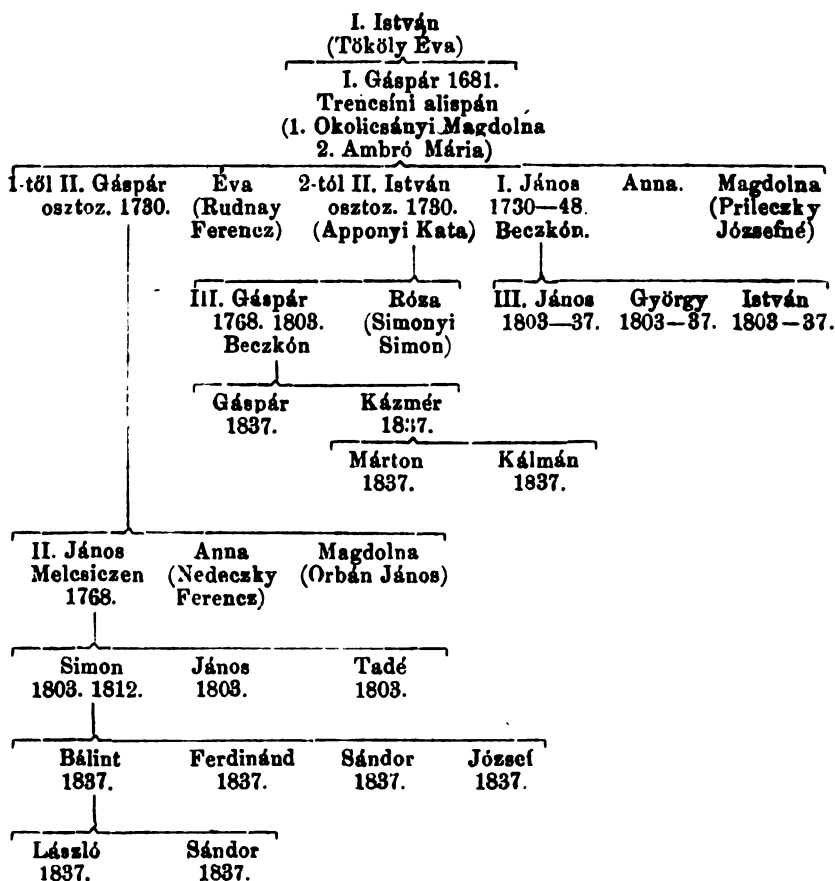 I. István
(Tököly Éva)
I. Gáspár 1681.
Trencsíni alispán
(1. Okolicsányi Magdolna
2. Ambró Mária)
1-től II. Gáspár Éva 2-tól II. István I. János Anna. Magdolna
osztoz. 1730. (Rudnay osztoz. 1730. 1730—48. (Prileczky
Ferencz) (Apponyi Kata) Beczkón. Józsefné)
III. Gáspár Róza III. János György István
1768. 1803. (Simonyi 1803—37. 1803—37. 1803—37.
Beczkón Simon)
Gáspár Kázmér
1837. 1837.
Márton Kálmán
1837. 1837.
II. János Anna Magdolna
Melcsiczen (Nedeczky (Orbán János)
1768. Ferencz)
Simon János Tadé
1803. 1812. 1803. 1803.
Bálint Ferdinánd Sándor József
1837. 1837. 1837. 1837.
László Sándor
1837. 1837.